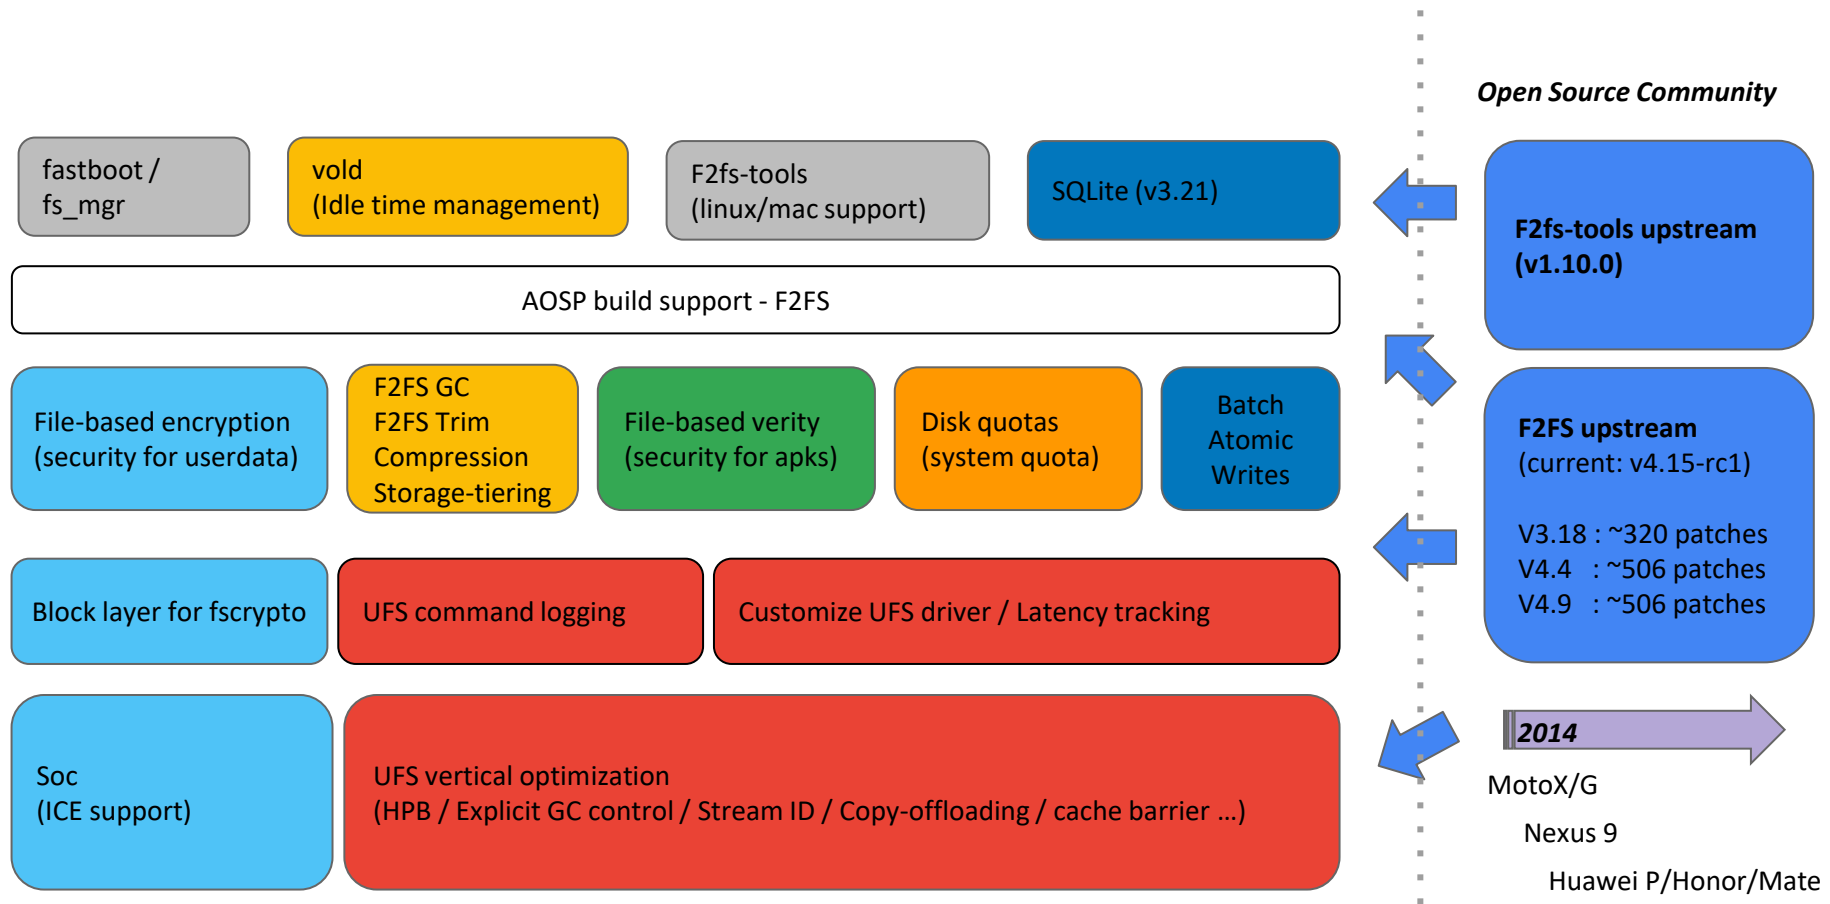 Open Source Community
fastboot /
fs_mgr
vold
(Idle time management)
F2fs-tools
(linux/mac support)
SQLite (v3.21)
F2fs-tools upstream
(v1.10.0)
AOSP build support - F2FS
File-based encryption
(security for userdata)
F2FS GC
F2FS Trim
Compression
Storage-tiering
File-based verity
(security for apks)
Disk quotas
(system quota)
Batch
Atomic
Writes
F2FS upstream
(current: v4.15-rc1)
V3.18 : ~320 patches
V4.4 : ~506 patches
V4.9 : ~506 patches
Block layer for fscrypto
UFS command logging
Customize UFS driver / Latency tracking
Soc
(ICE support)
UFS vertical optimization
(HPB / Explicit GC control / Stream ID / Copy-offloading / cache barrier ...)
2014
MotoX/G
Nexus 9
Huawei P/Honor/Mate